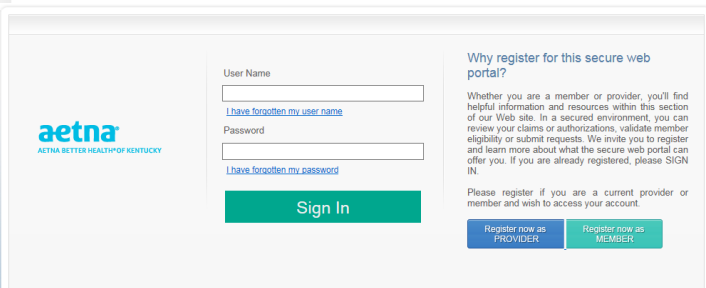 aetna®
AETNA BETTER HEALTH® OF KENTUCKY
User Name
I have forgotten my user name
Password
I have forgotten my password
Sign In
Why register for this secure web
portal?
Whether you are a member or provider, you'll find
helpful information and resources within this section
of our Web site. In a secured environment, you can
review your claims or authorizations, validate member
eligibility or submit requests. We invite you to register
and learn more about what the secure web portal can
offer you. If you are already registered, please SIGN
IN.
Please register if you are a current provider or
member and wish to access your account.
Register now as
PROVIDER
Register now as
MEMBER